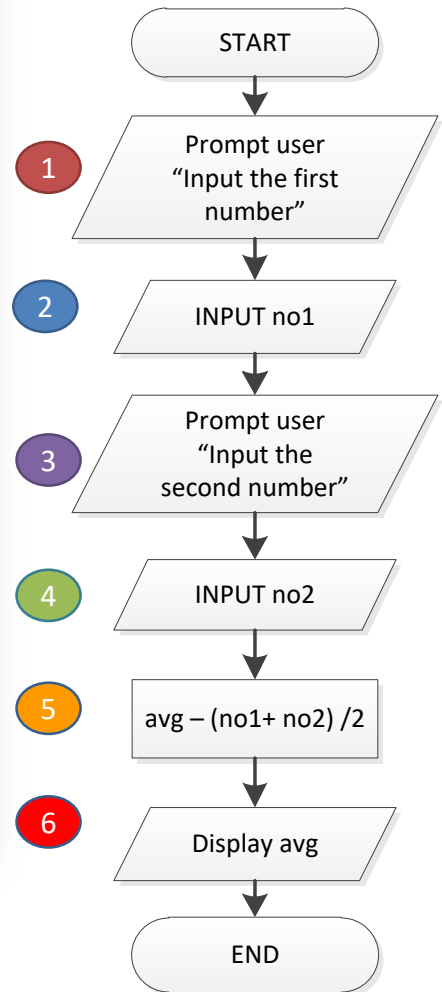 START
1
Prompt user
“Input the first
number”
2
INPUT no1
3
Prompt user
“Input the
second number”
4
INPUT no2
5
avg – (no1+ no2) /2
6
Display avg
END